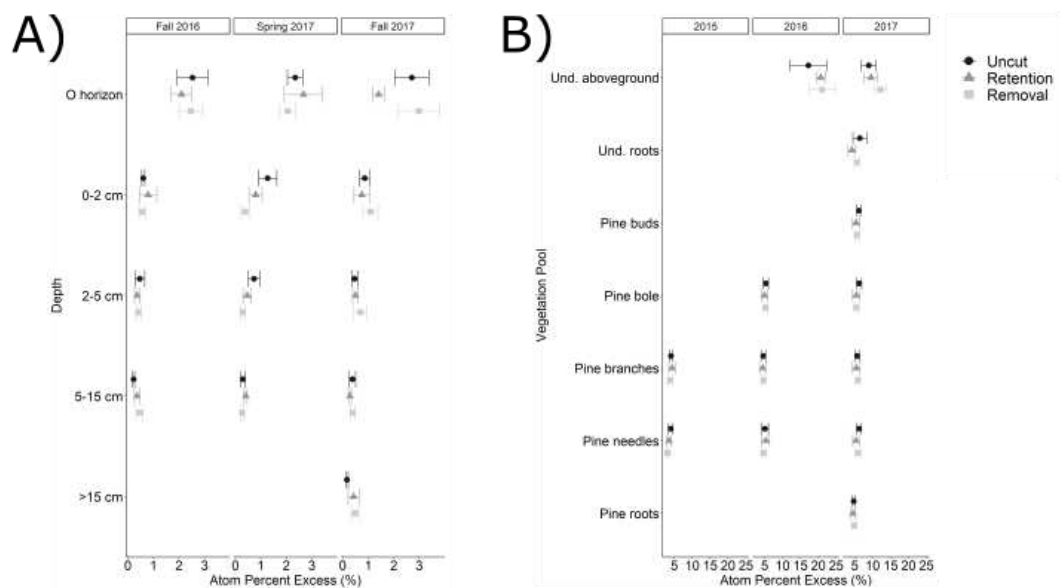 A)
Fall 2016
Spring 2017
Fall 2017
Depth
O horizon
0-2 cm
2-5 cm
5-15 cm
>15 cm
0 1 2 3
0 1 2 3
0 1 2 3
Atom Percent Excess (%)
B)
2015
2016
2017
Vegetation Pool
Und. aboveground
Und. roots
Pine buds
Pine bole
Pine branches
Pine needles
Pine roots
5 10 15 20 25
5 10 15 20 25
5 10 15 20 25
Atom Percent Excess (%)
Uncut
Retention
Removal